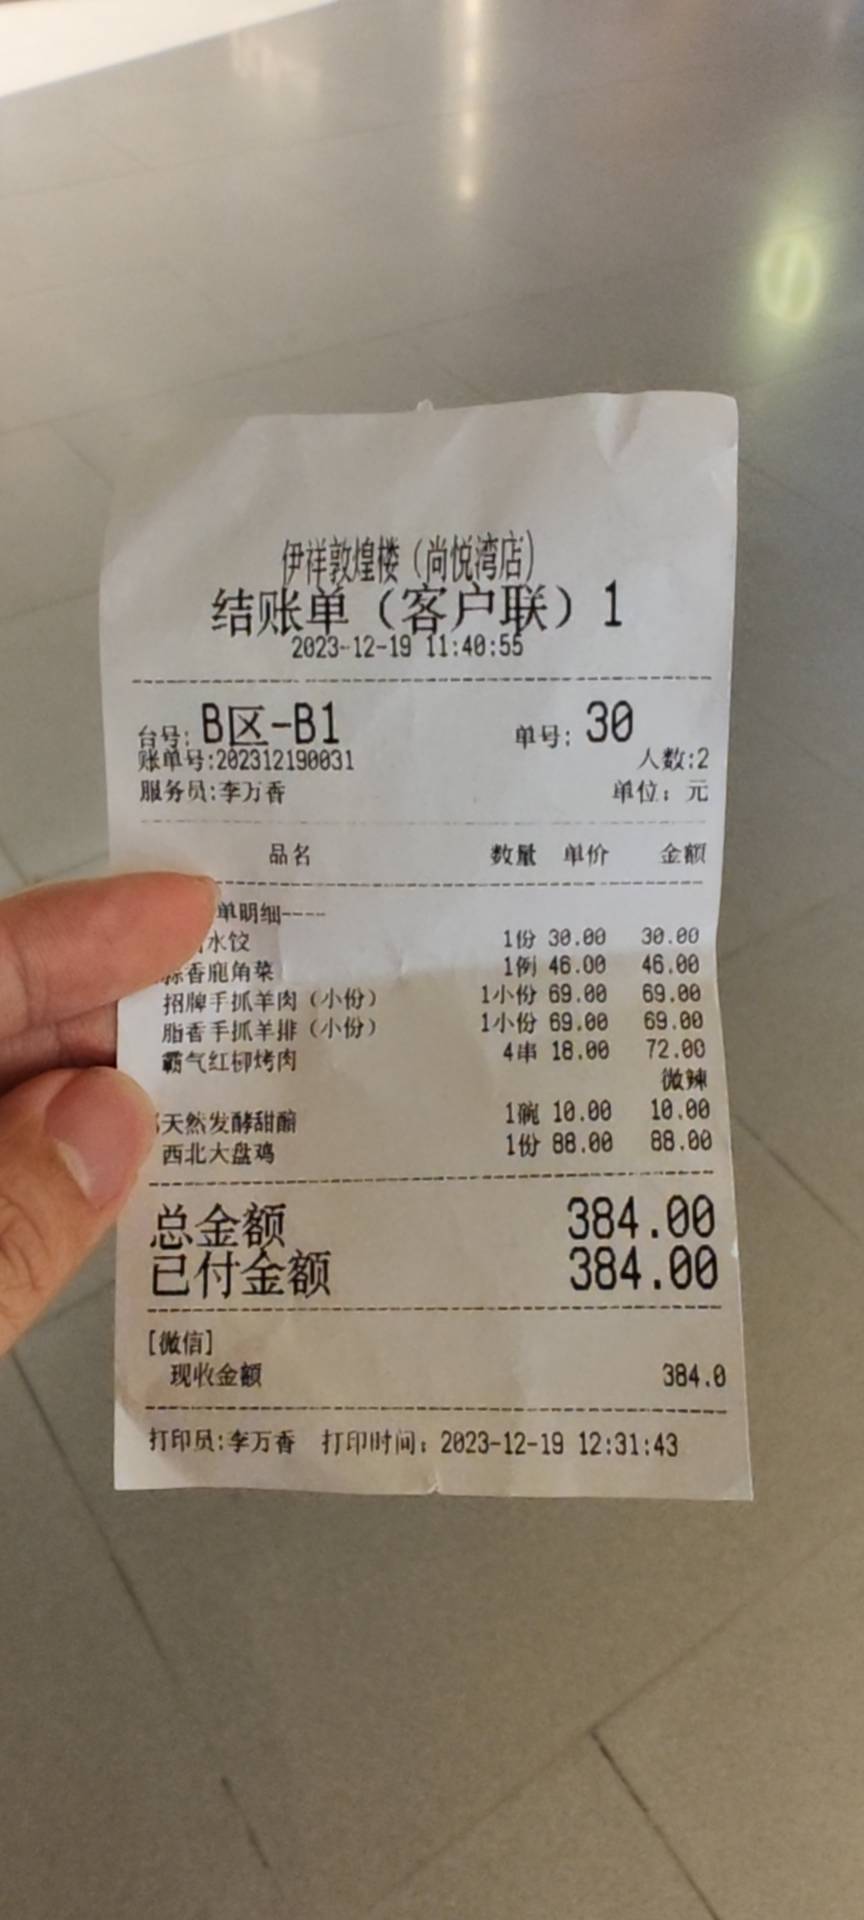 伊祥敦煌楼（尚悦湾店）
结账单（客户联）1
2023-12-19 11:40:55
台号: B区-B1 单号: 30
账单号:202312190031 人数:2
服务员:李万香 单位：元
品名 数量 单价 金额
单明细----
水饺 1份 30.00 30.00
蒜香鹿角菜 1例 46.00 46.00
招牌手抓羊肉（小份） 1小份 69.00 69.00
脂香手抓羊排（小份） 1小份 69.00 69.00
霸气红柳烤肉 4串 18.00 72.00
微辣
天然发酵甜醅 1碗 10.00 10.00
西北大盘鸡 1份 88.00 88.00
总金额 384.00
已付金额 384.00
[微信]
现收金额 384.0
打印员:李万香 打印时间：2023-12-19 12:31:43